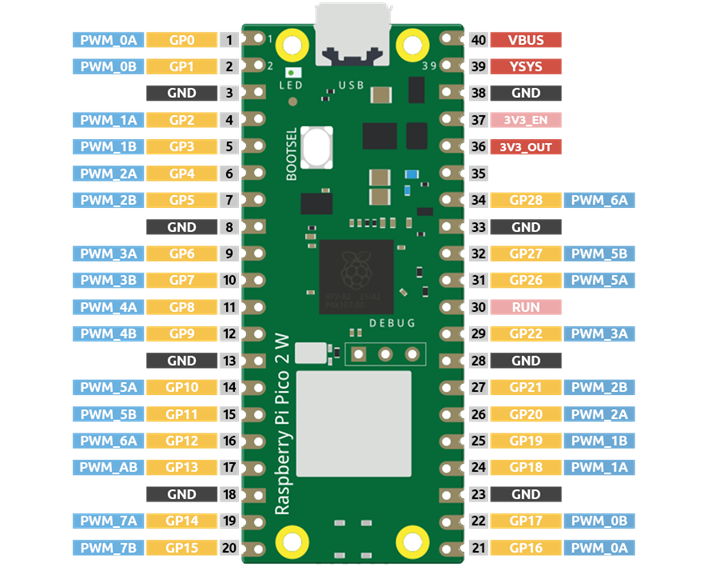 PWM_0A GP0 1 1 40 VBUS
PWM_0B GP1 2 2 39 39 YSYS
LED USB
GND 3 38 GND
PWM_1A GP2 4 37 3V3_EN
PWM_1B GP3 5 BOOTSEL 36 3V3_OUT
PWM_2A GP4 6 35
PWM_2B GP5 7 34 GP28 PWM_6A
GND 8 33 GND
PWM_3A GP6 9 32 GP27 PWM_5B
PWM_3B GP7 10 31 GP26 PWM_5A
PWM_4A GP8 11 30 RUN
DEBUG
PWM_4B GP9 12 29 GP22 PWM_3A
GND 13 28 GND
PWM_5A GP10 14 27 GP21 PWM_2B
PWM_5B GP11 15 Raspberry Pi Pico 2 W 26 GP20 PWM_2A
PWM_6A GP12 16 25 GP19 PWM_1B
PWM_AB GP13 17 24 GP18 PWM_1A
GND 18 23 GND
PWM_7A GP14 19 22 GP17 PWM_0B
PWM_7B GP15 20 21 GP16 PWM_0A